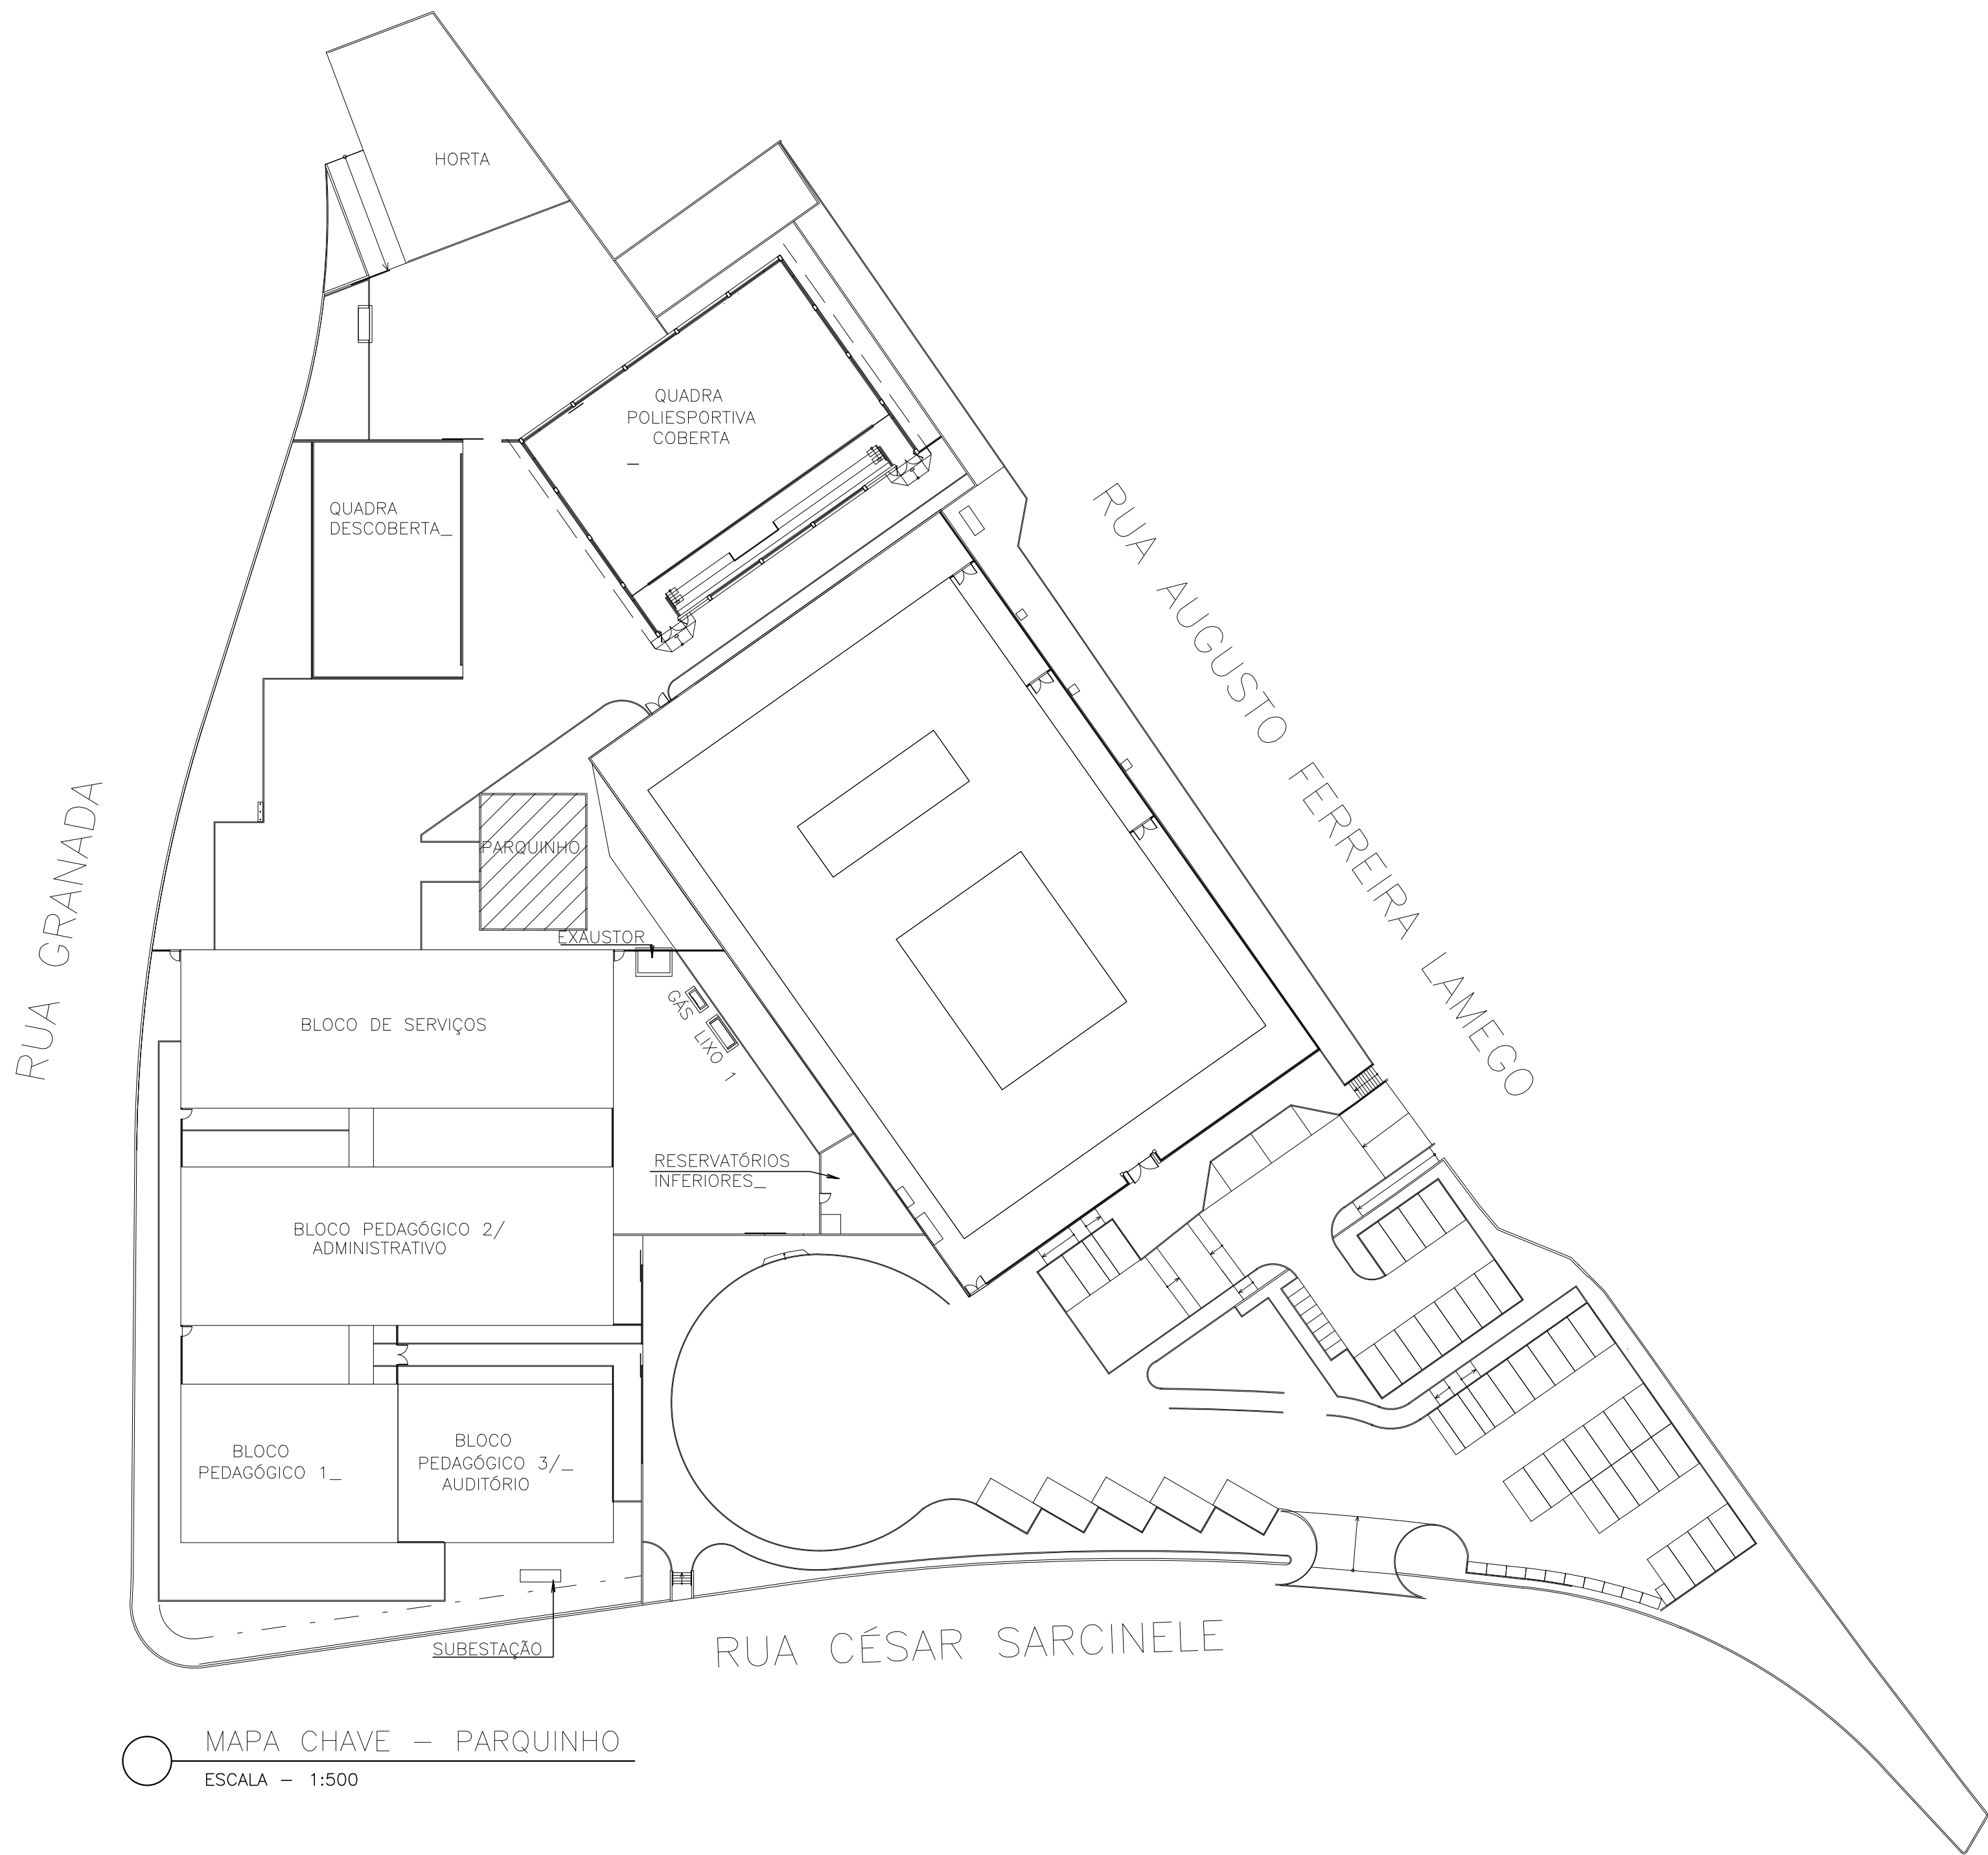 HORTA
QUADRA
POLIESPORTIVA
COBERTA
_
QUADRA
DESCOBERTA_
RUA AUGUSTO FERREIRA LAMEGO
RUA GRANADA
PARQUINHO
EXAUSTOR
GÁS
LIXO 1
BLOCO DE SERVIÇOS
RESERVATÓRIOS
INFERIORES_
BLOCO PEDAGÓGICO 2/
ADMINISTRATIVO
BLOCO
PEDAGÓGICO 1_
BLOCO
PEDAGÓGICO 3/_
AUDITÓRIO
SUBESTAÇÃO
RUA CÉSAR SARCINELE
MAPA CHAVE – PARQUINHO
ESCALA – 1:500